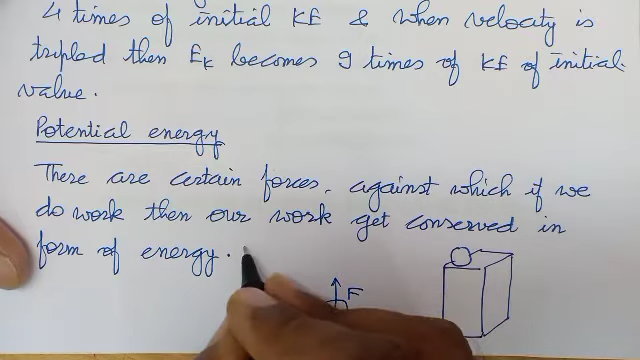 4 times of initial KE & when velocity is
tripled then EK becomes 9 times of KE of initial
value.
Potential energy
There are certain forces, against which if we
do work then our work get conserved in
form of energy.
F